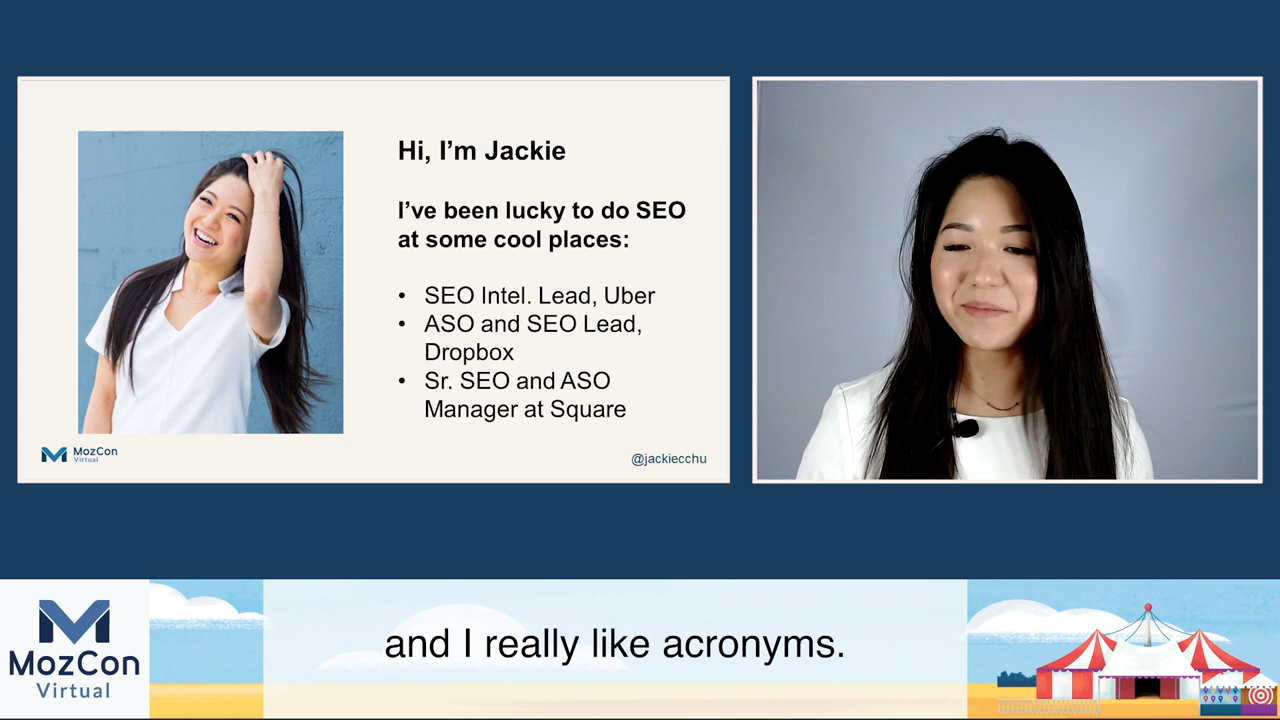 Hi, I’m Jackie
I’ve been lucky to do SEO
at some cool places:
• SEO Intel. Lead, Uber
• ASO and SEO Lead,
Dropbox
• Sr. SEO and ASO
Manager at Square
MozCon
Virtual
@jackiecchu
and I really like acronyms.
MozCon
Virtual